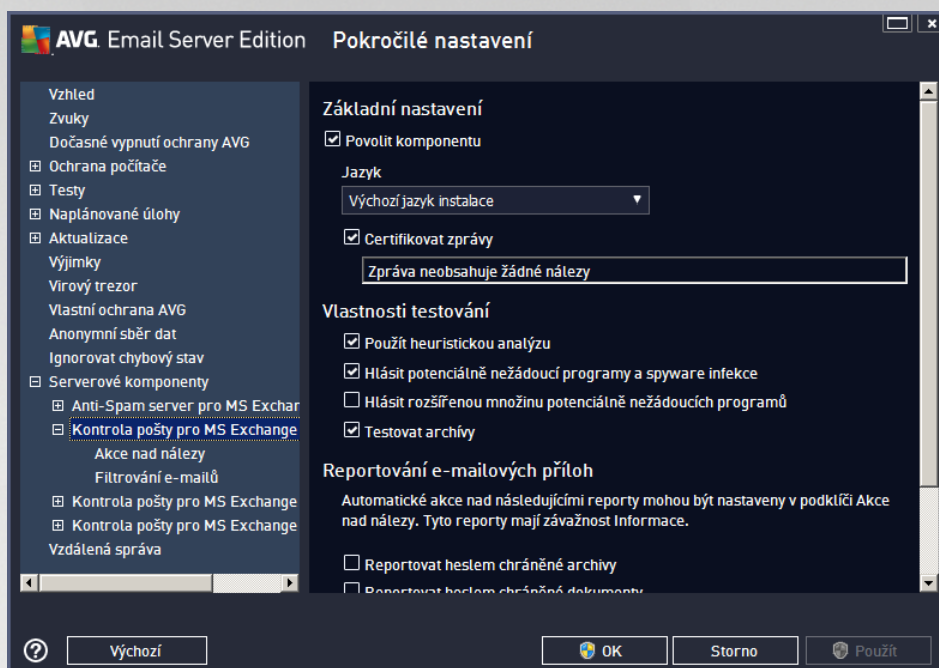 AVG. Email Server Edition Pokročilé nastavení
Vzhled
Zvuky
Dočasné vypnutí ochrany AVG
Ochrana počítače
Testy
Naplánované úlohy
Aktualizace
Výjimky
Virový trezor
Vlastní ochrana AVG
Anonymní sběr dat
Ignorovat chybový stav
Serverové komponenty
Anti-Spam server pro MS Exchar
Kontrola pošty pro MS Exchange
Akce nad nálezy
Filtrování e-mailů
Kontrola pošty pro MS Exchange
Kontrola pošty pro MS Exchange
Vzdálená správa
Základní nastavení
Povolit komponentu
Jazyk
Výchozí jazyk instalace
Certifikovat zprávy
Zpráva neobsahuje žádné nálezy
Vlastnosti testování
Použít heuristickou analýzu
Hlásit potenciálně nežádoucí programy a spyware infekce
Hlásit rozšířenou množinu potenciálně nežádoucích programů
Testovat archívy
Reportování e-mailových příloh
Automatické akce nad následujícími reporty mohou být nastaveny v podklíči Akce
nad nálezy. Tyto reporty mají závažnost Informace.
Reportovat heslem chráněné archivy
Reportovat heslem chráněné dokumenty
Výchozí
OK
Storno
Použít